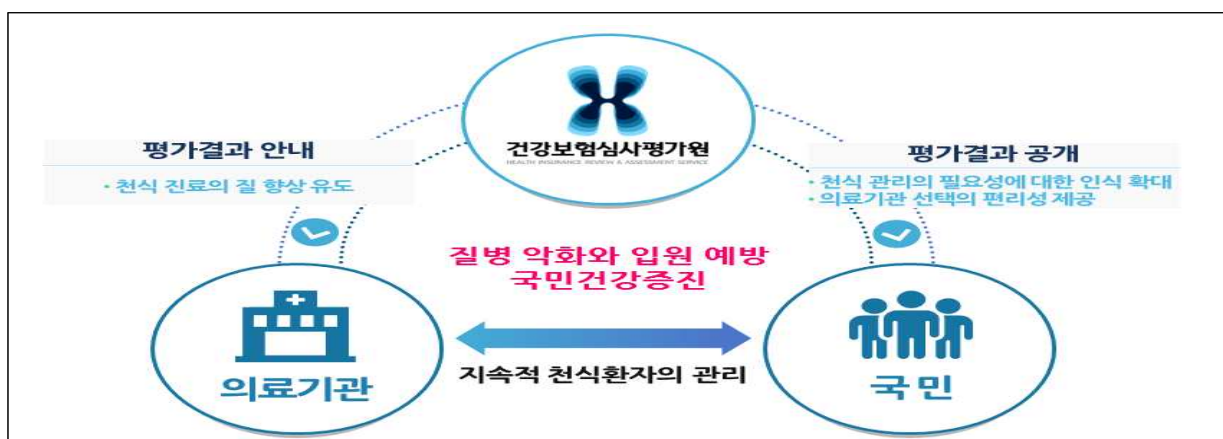 건강보험심사평가원
HEALTH INSURANCE REVIEW & ASSESSMENT SERVICE
평가결과 안내
• 천식 진료의 질 향상 유도
평가결과 공개
• 천식 관리의 필요성에 대한 인식 확대
• 의료기관 선택의 편리성 제공
질병 악화와 입원 예방
국민건강증진
의료기관
지속적 천식환자의 관리
국민